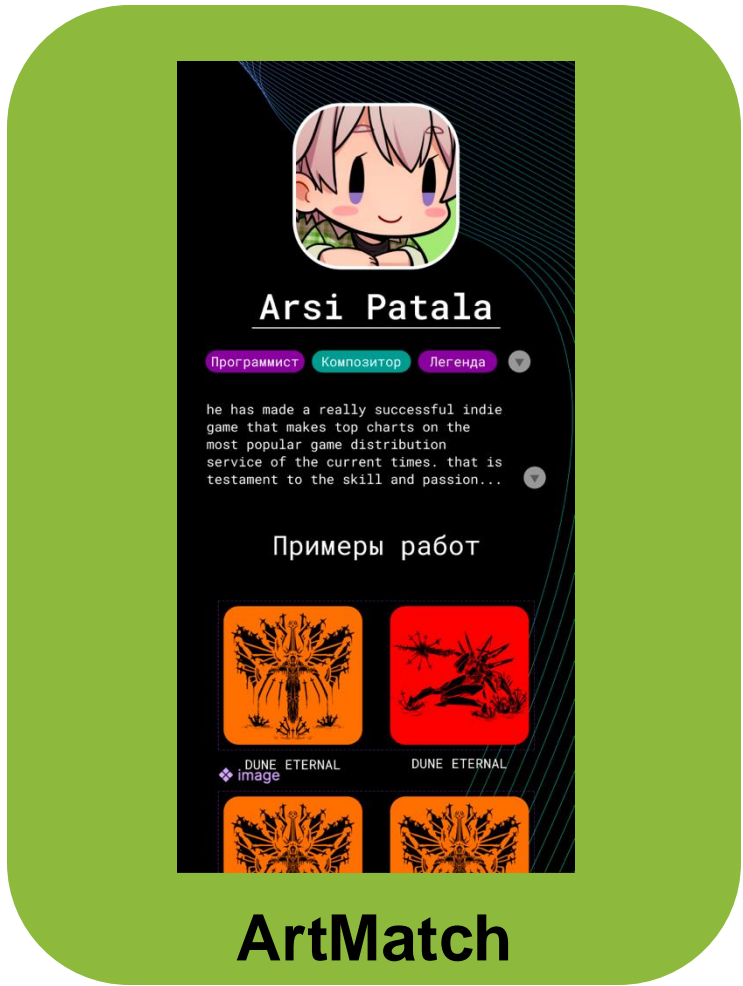 Arsi Patala
Программист Композитор Легенда
he has made a really successful indie
game that makes top charts on the
most popular game distribution
service of the current times. that is
testament to the skill and passion...
Примеры работ
DUNE ETERNAL DUNE ETERNAL
image
ArtMatch